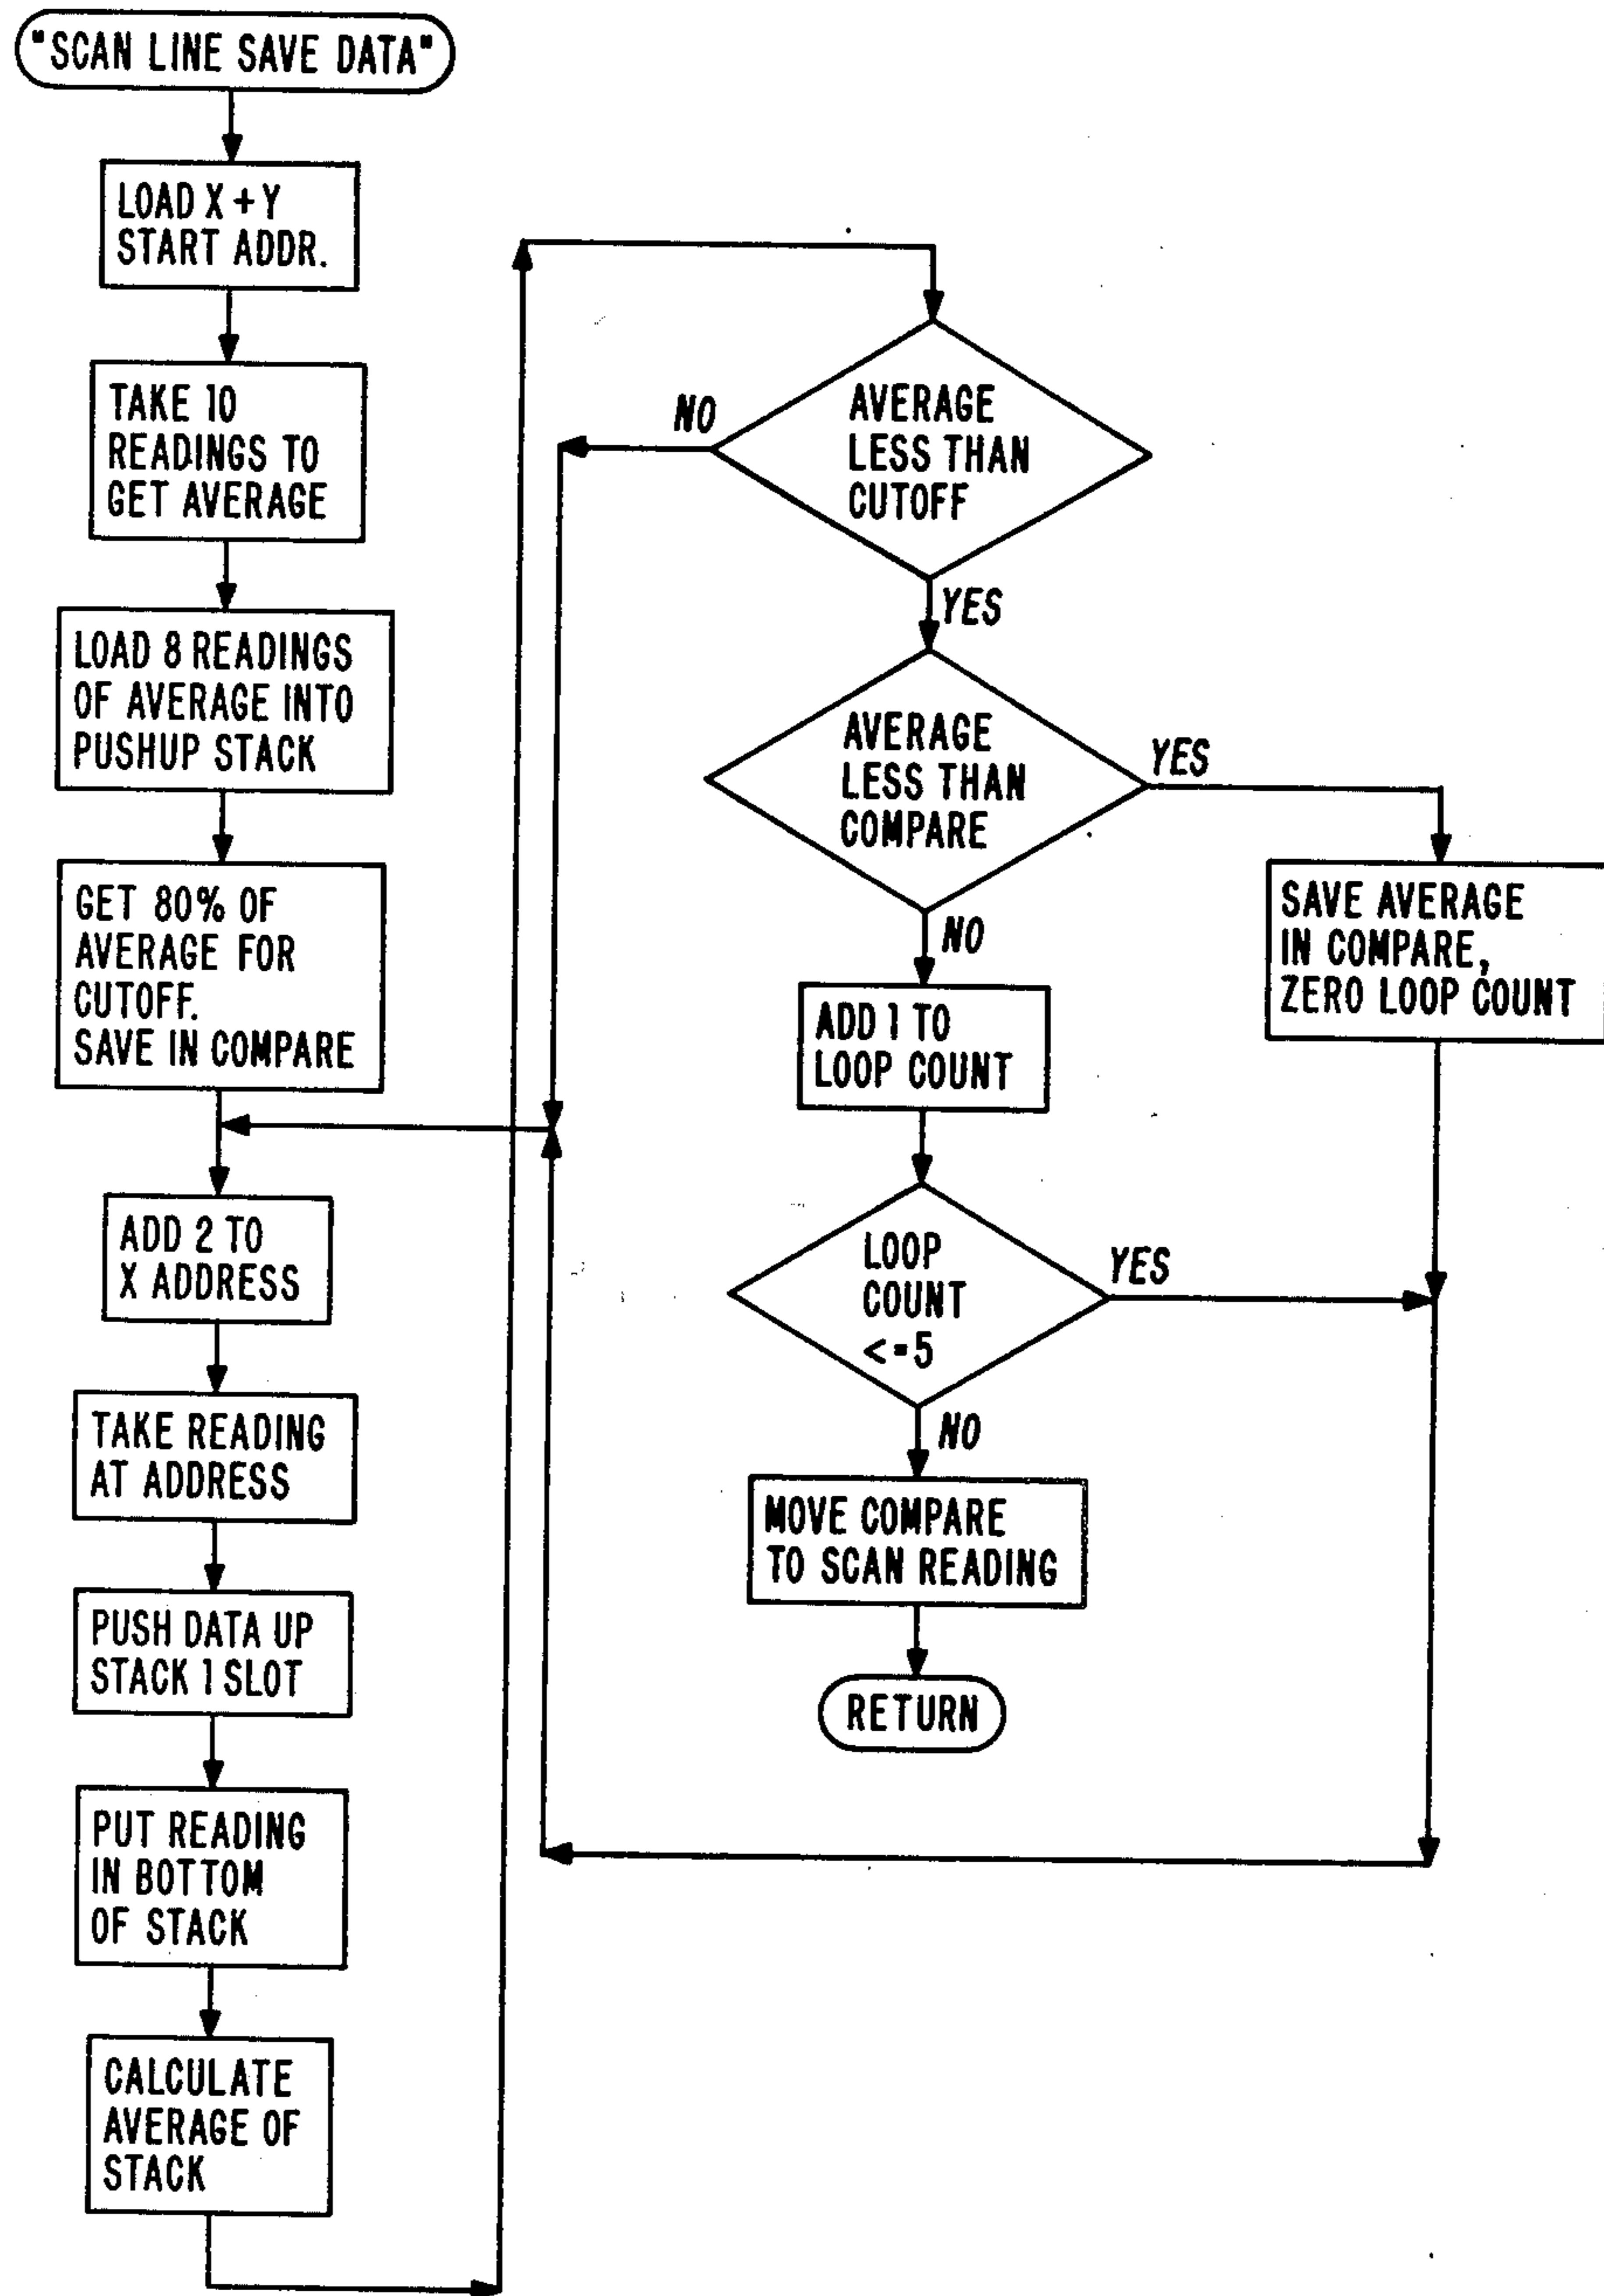 "SCAN LINE SAVE DATA"
LOAD X + Y
START ADDR.
TAKE 10
READINGS TO
GET AVERAGE
LOAD 8 READINGS
OF AVERAGE INTO
PUSHUP STACK
GET 80% OF
AVERAGE FOR
CUTOFF.
SAVE IN COMPARE
ADD 2 TO
X ADDRESS
TAKE READING
AT ADDRESS
PUSH DATA UP
STACK 1 SLOT
PUT READING
IN BOTTOM
OF STACK
CALCULATE
AVERAGE OF
STACK
AVERAGE
LESS THAN
CUTOFF
NO
YES
AVERAGE
LESS THAN
COMPARE
YES
SAVE AVERAGE
IN COMPARE,
ZERO LOOP COUNT
NO
ADD 1 TO
LOOP COUNT
LOOP
COUNT
<=5
YES
NO
MOVE COMPARE
TO SCAN READING
RETURN